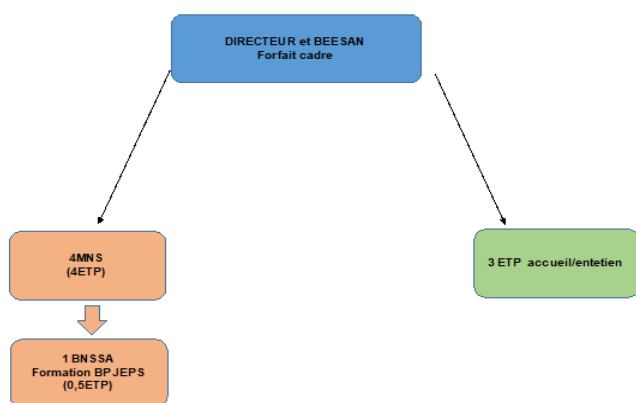 DIRECTEUR et BEESAN
Forfait cadre
4MNS
(4ETP)
3 ETP accueil/entetien
1 BNSSA
Formation BPJEPS
(0,5ETP)